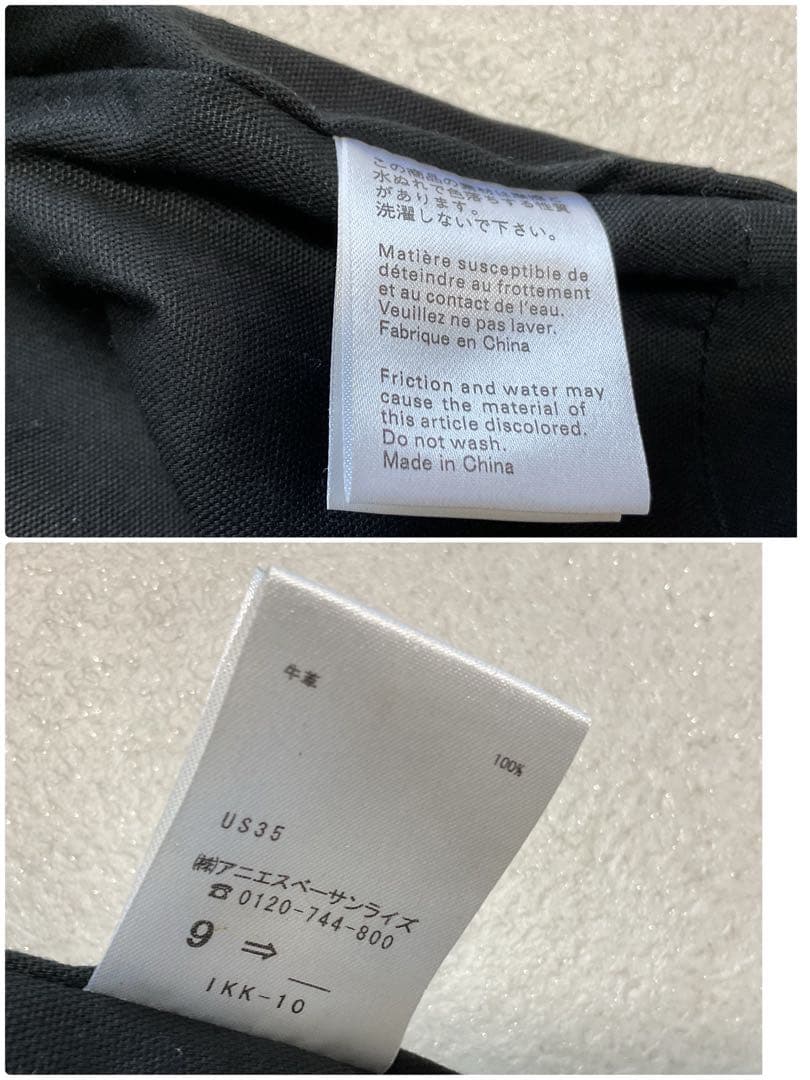 この商品の素材は摩擦や
水ぬれで色落ちする性質
があります。
洗濯しないで下さい。
Matière susceptible de
déteindre au frottement
et au contact de l'eau.
Veuillez ne pas laver.
Fabrique en China
Friction and water may
cause the material of
this article discolored.
Do not wash.
Made in China
牛革
100%
US35
㈱アニエスベーサンライズ
☎0120-744-800
9 ⇒ __
IKK-10